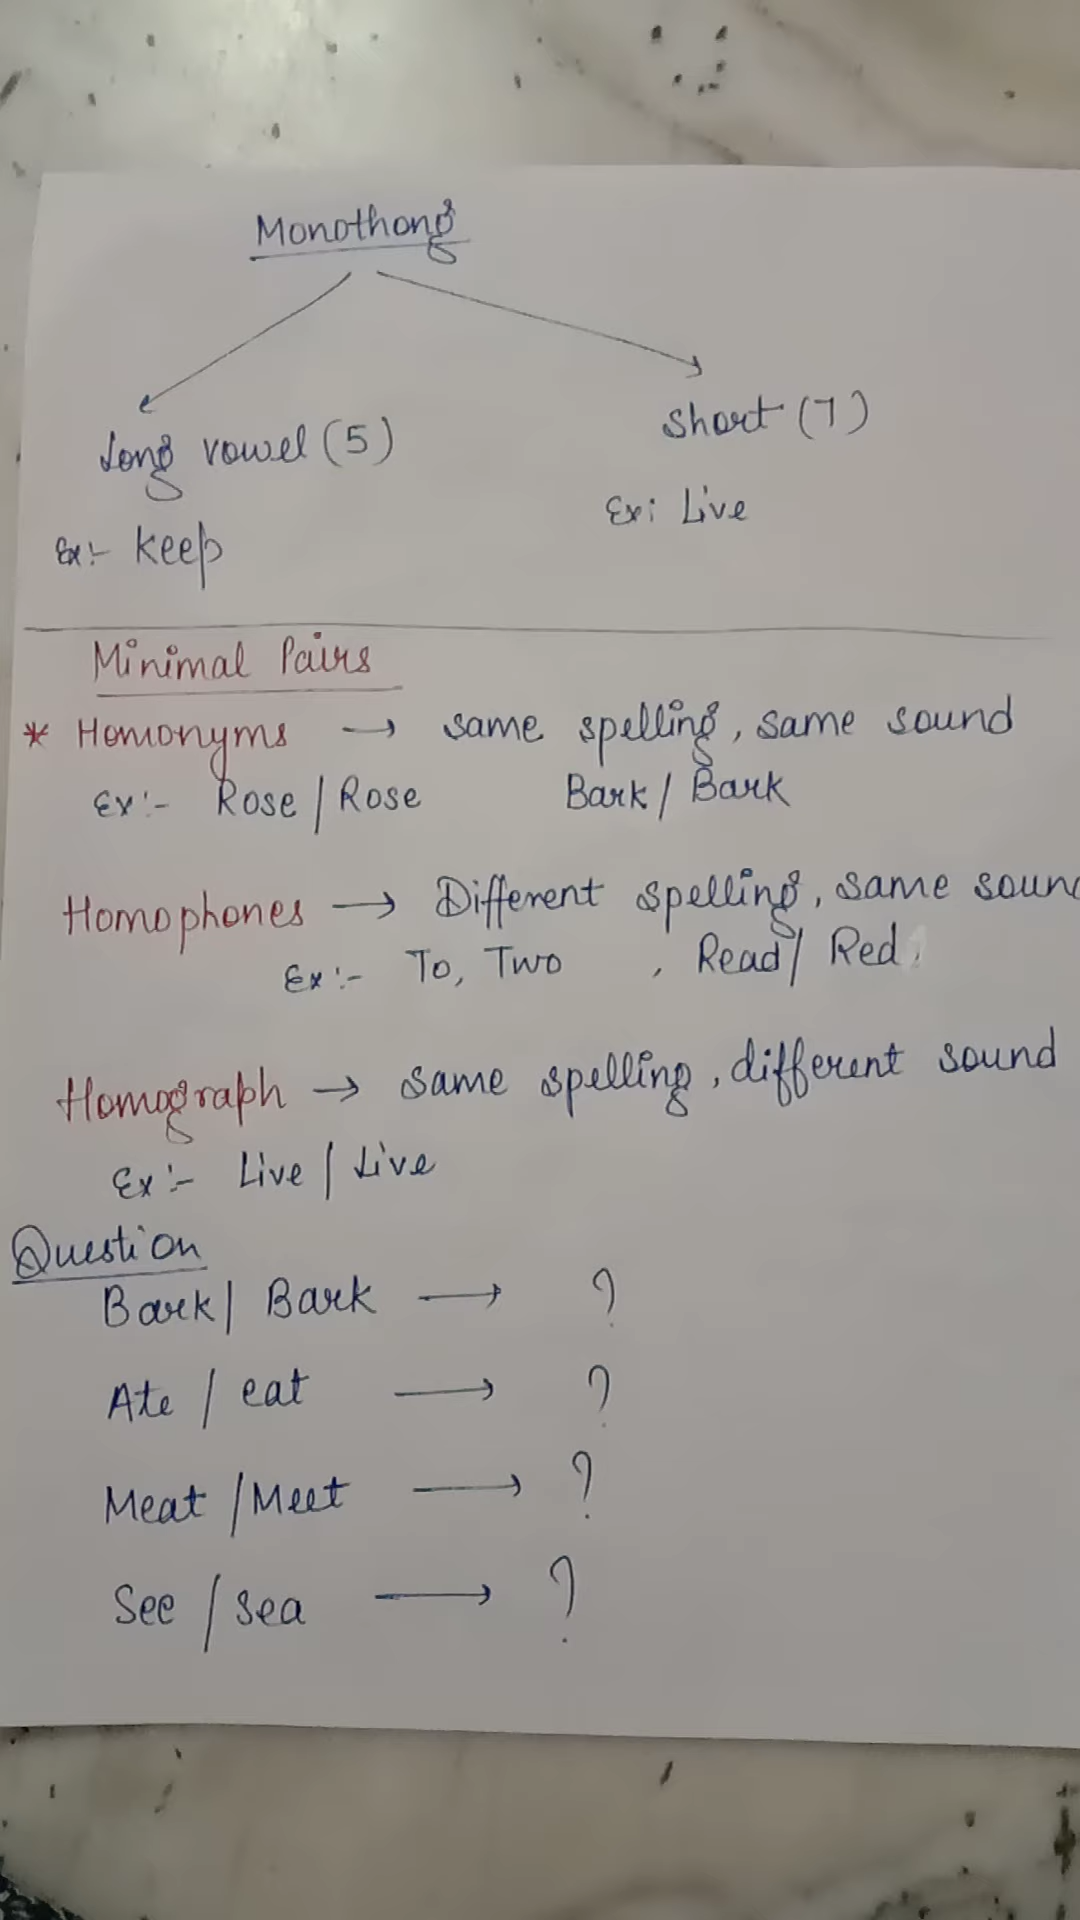 Monothong
Long vowel (5)
Short (7)
Ex:- Keep
Ex: Live
Minimal Pairs
* Homonyms → same spelling, same sound
Ex:- Rose / Rose Bark / Bark
Homophones → Different spelling, same sound
Ex:- To, Two , Read / Red
Homograph → same spelling, different sound
Ex:- Live / Live
Question
Bark / Bark → ?
Ate / eat → ?
Meat / Meet → ?
See / Sea → ?